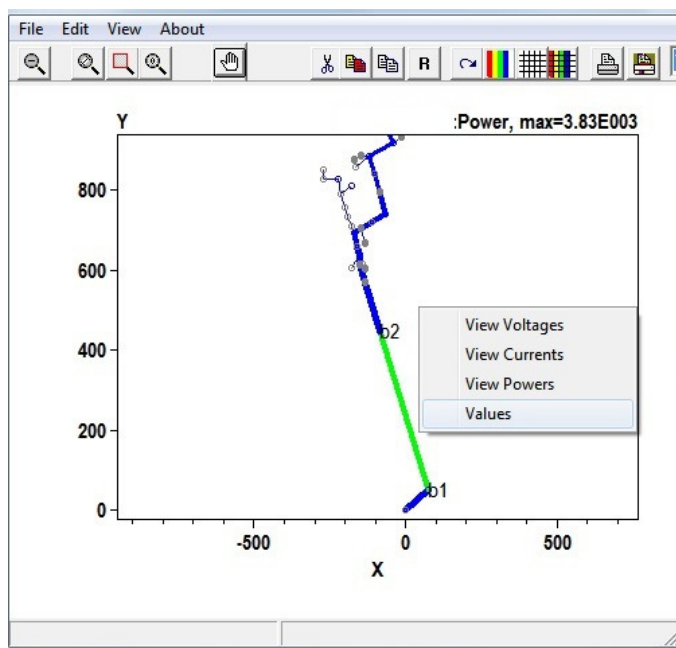 File Edit View About
R
Y
:Power, max=3.83E003
800
600
400
200
0
b2
b1
View Voltages
View Currents
View Powers
Values
-500 0 500
X